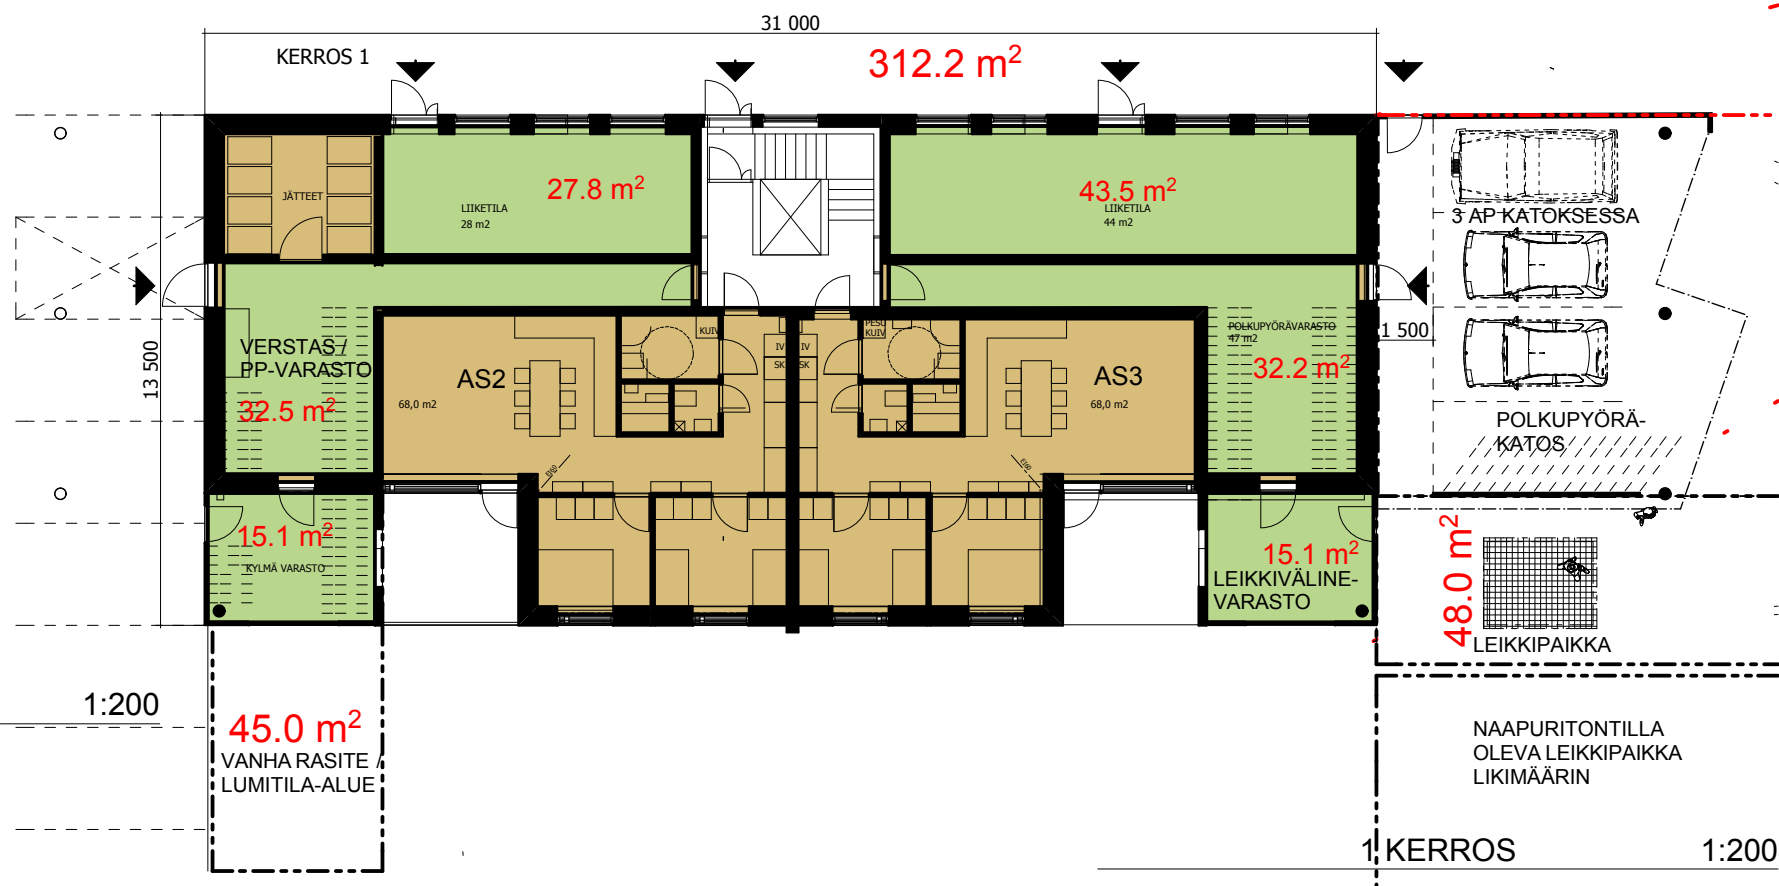 31 000
KERROS 1
312.2 m²
JÄTTEET
27.8 m²
LIIKETILA
28 m2
43.5 m²
LIIKETILA
44 m2
3 AP KATOKSESSA
13 500
VERSTAS /
PP-VARASTO
32.5 m²
AS2
68,0 m2
KUIV
IV
SK
IV
SK
PESU
KUIV
AS3
68,0 m2
POLKUPYÖRÄVARASTO
47 m2
32.2 m²
1 500
POLKUPYÖRÄ-
KATOS
EI60
EI60
15.1 m²
KYLMÄ VARASTO
15.1 m²
LEIKKIVÄLINE-
VARASTO
48.0 m²
LEIKKIPAIKKA
1:200
45.0 m²
VANHA RASITE /
LUMITILA-ALUE
NAAPURITONTILLA
OLEVA LEIKKIPAIKKA
LIKIMÄÄRIN
1 KERROS
1:200